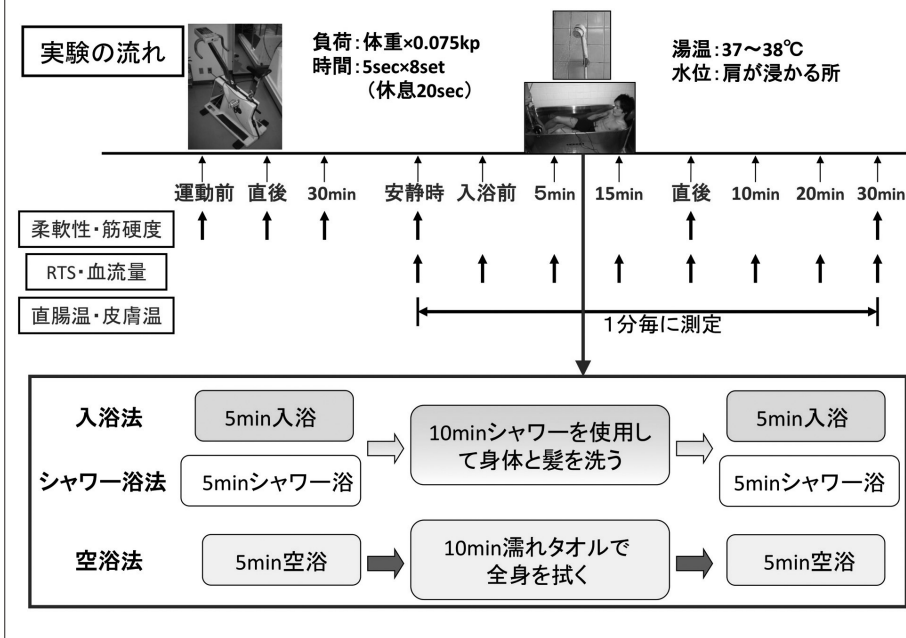 実験の流れ
負荷:体重×0.075kp
時間:5sec×8set
(休息20sec)
湯温:37〜38℃
水位:肩が浸かる所
運動前 直後 30min 安静時 入浴前 5min 15min 直後 10min 20min 30min
柔軟性・筋硬度
RTS・血流量
直腸温・皮膚温
1分毎に測定
入浴法
5min入浴
10minシャワーを使用し
て身体と髪を洗う
5min入浴
シャワー浴法
5minシャワー浴
5minシャワー浴
空浴法
5min空浴
10min濡れタオルで
全身を拭く
5min空浴